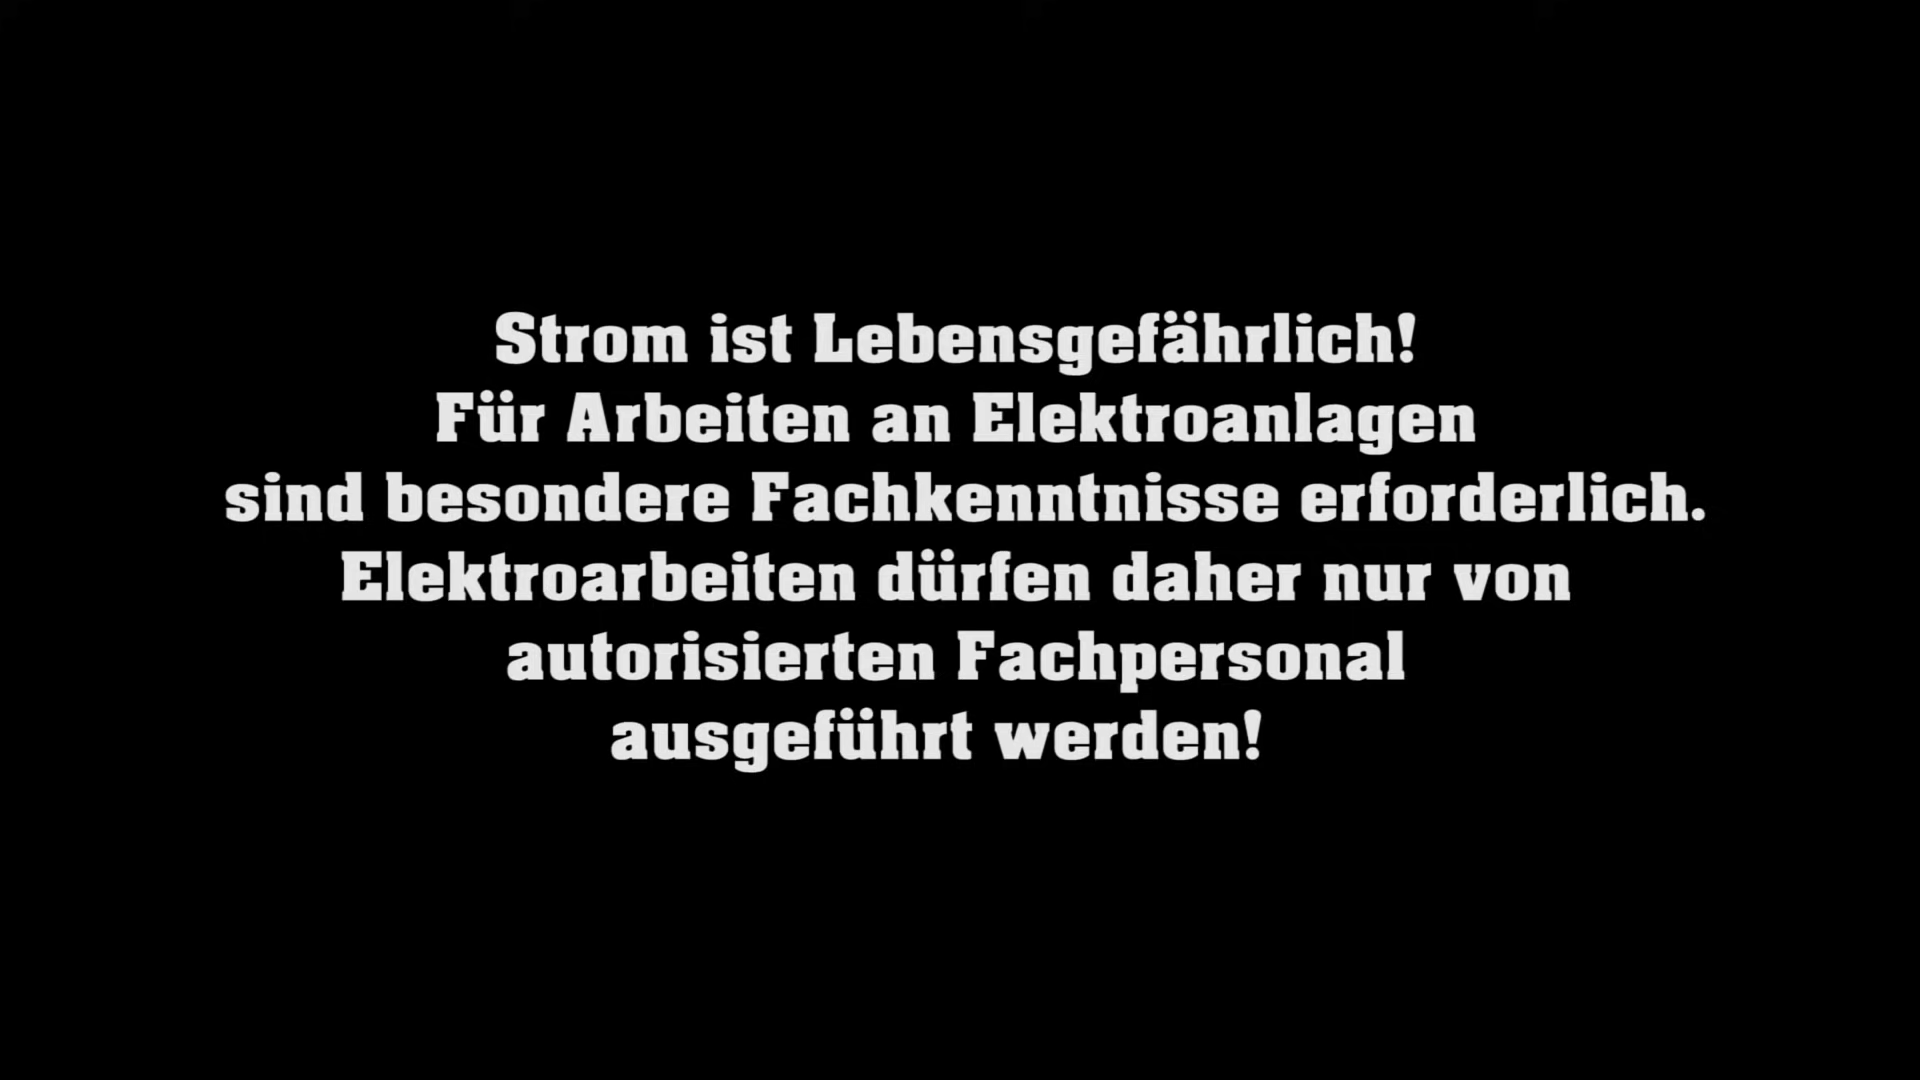 Strom ist Lebensgefährlich!
Für Arbeiten an Elektroanlagen
sind besondere Fachkenntnisse erforderlich.
Elektroarbeiten dürfen daher nur von
autorisierten Fachpersonal
ausgeführt werden!